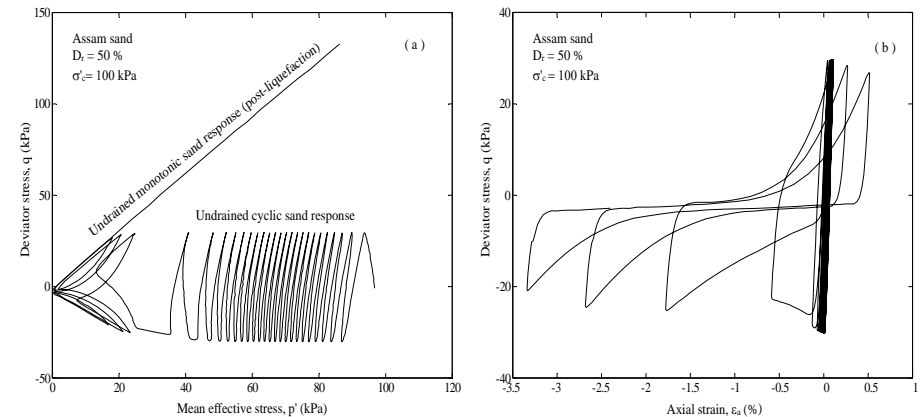 150
100
50
0
-50
Deviator stress, q (kPa)
Assam sand
Dr = 50 %
σ'c= 100 kPa
( a )
Undrained monotonic sand response (post-liquefaction)
Undrained cyclic sand response
0 20 40 60 80 100 120
Mean effective stress, p' (kPa)
40
20
0
-20
-40
Deviator stress, q (kPa)
Assam sand
Dr = 50 %
σ'c= 100 kPa
( b )
-3.5 -3 -2.5 -2 -1.5 -1 -0.5 0 0.5 1
Axial strain, εa (%)